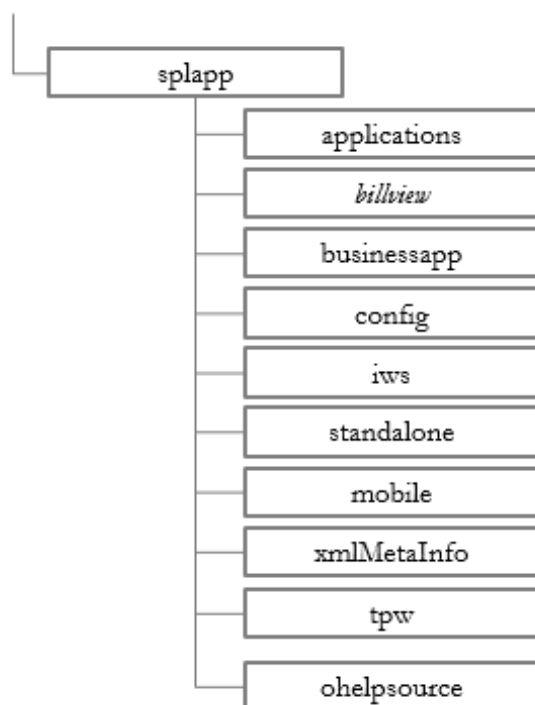 splapp
applications
billview
businessapp
config
iws
standalone
mobile
xmlMetaInfo
tpw
ohelpsource